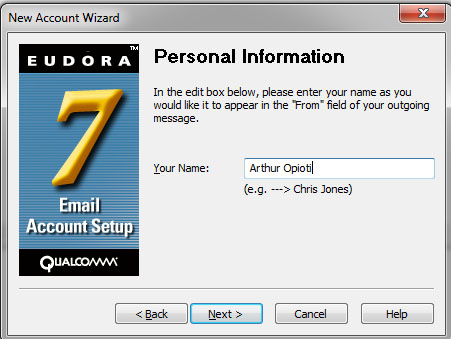 New Account Wizard
EUDORA™
7
Email
Account Setup
QUALCOMM
Personal Information
In the edit box below, please enter your name as you
would like it to appear in the "From" field of your outgoing
message.
Your Name: Arthur Opioti
(e.g. ---> Chris Jones)
< Back Next > Cancel Help